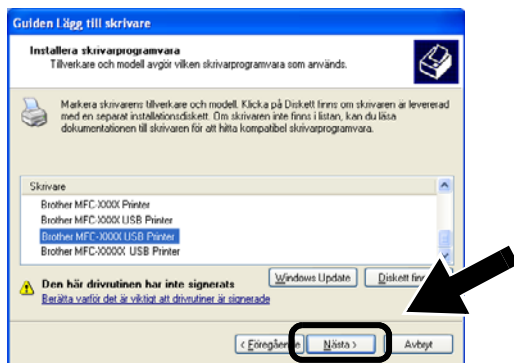 Guiden Lägg till skrivare
Installera skrivarprogramvara
Tillverkare och modell avgör vilken skrivarprogramvara som används.
Markera skrivarens tillverkare och modell. Klicka på Diskett finns om skrivaren är levererad
med en separat installationsdiskett. Om skrivaren inte finns i listan, kan du läsa
dokumentationen till skrivaren för att hitta kompatibel skrivarprogramvara.
Skrivare
Brother MFC-XXXX Printer
Brother MFC-XXXX USB Printer
Brother MFC-XXXX USB Printer
Brother MFC-XXXXX USB Printer
Den här drivrutinen har inte signerats
Berätta varför det är viktigt att drivrutiner är signerade
Windows Update
Diskett
< Föregående
Nästa >
Avbryt